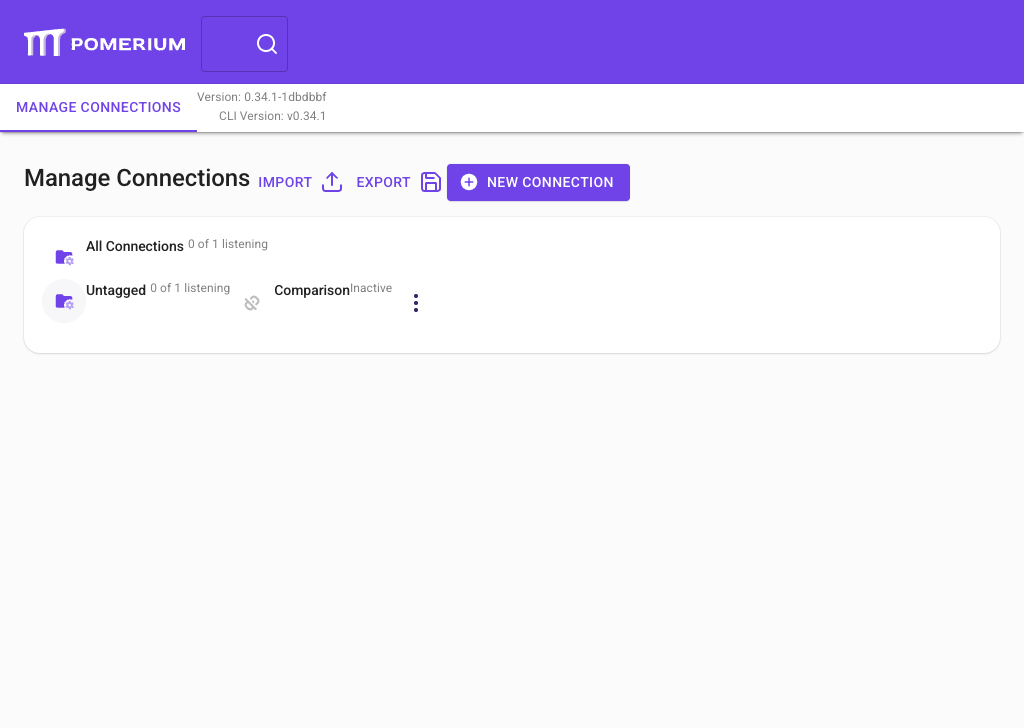 POMERIUM
MANAGE CONNECTIONS
Version: 0.34.1-1dbdbbf
CLI Version: v0.34.1
Manage Connections IMPORT EXPORT NEW CONNECTION
All Connections 0 of 1 listening
Untagged 0 of 1 listening Comparison Inactive